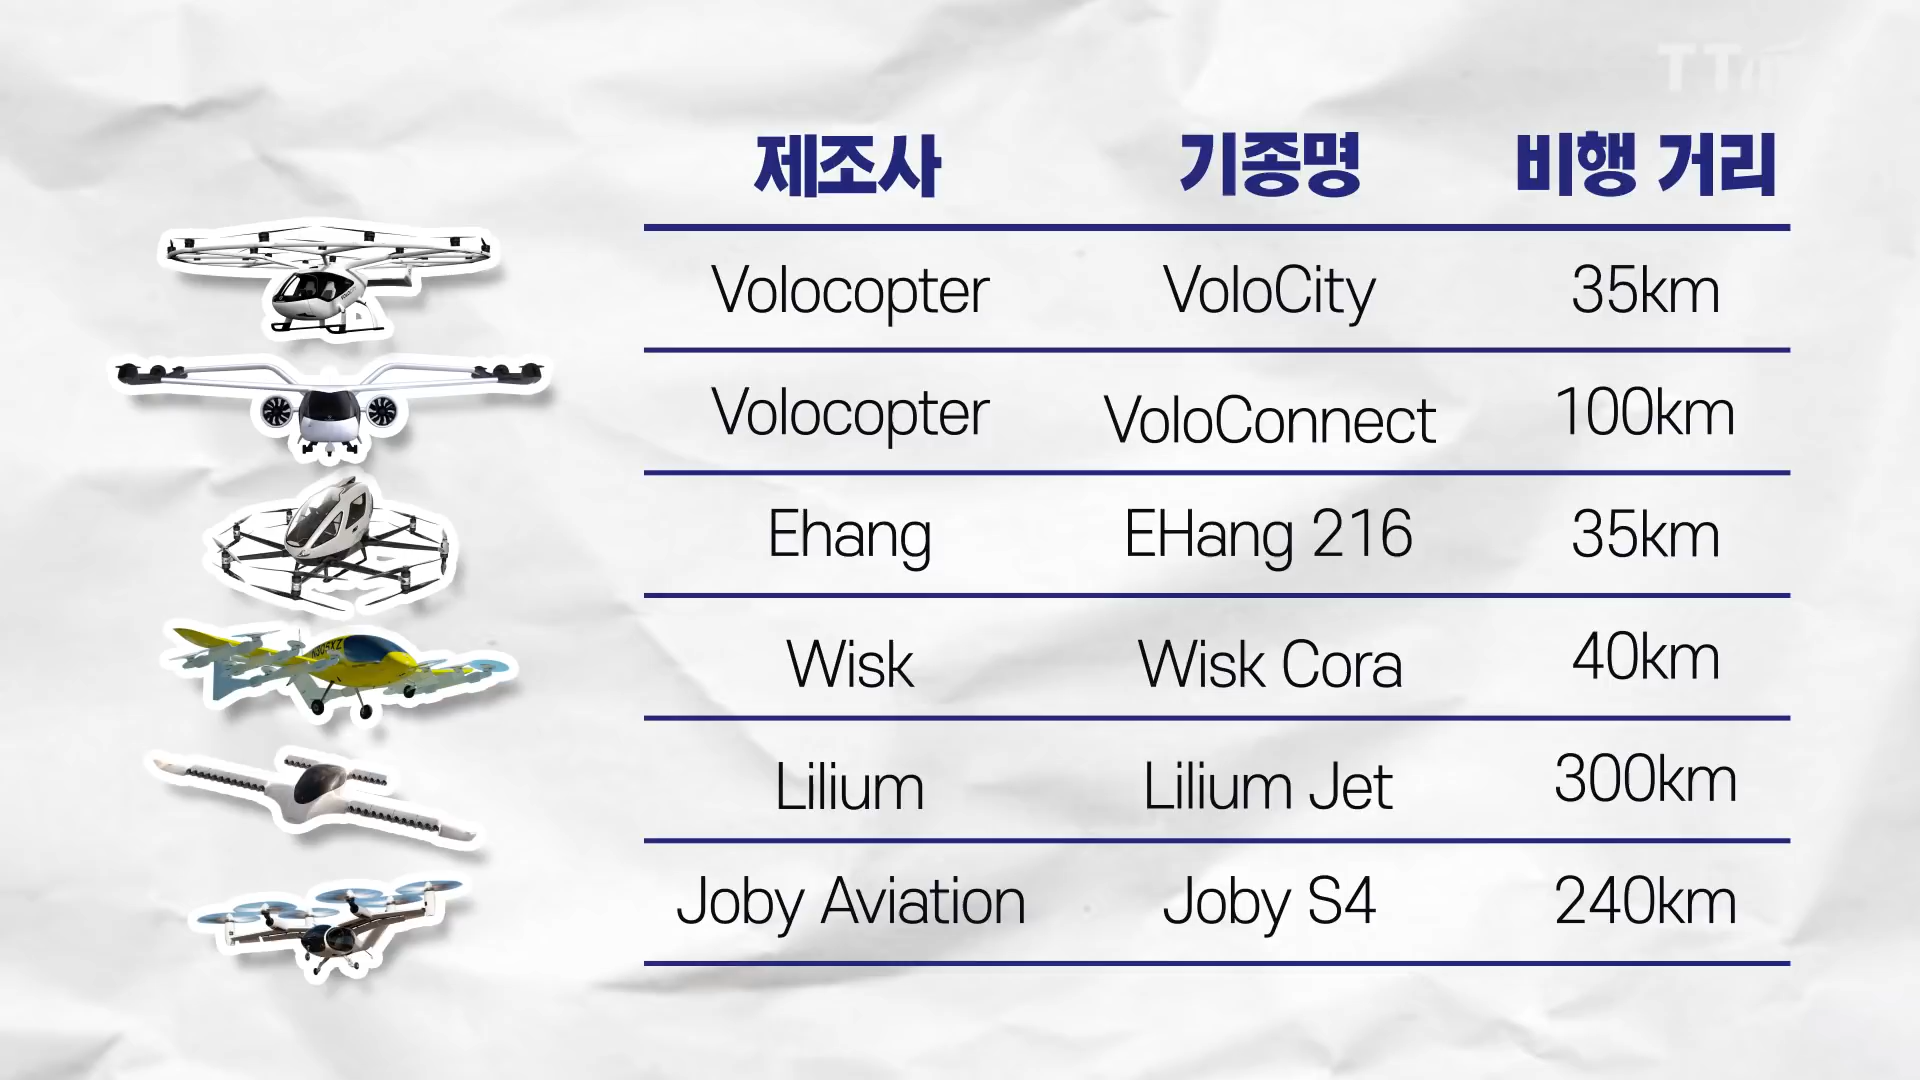 제조사 기종명 비행 거리
Volocopter VoloCity 35km
Volocopter VoloConnect 100km
Ehang EHang 216 35km
N305XZ
Wisk Wisk Cora 40km
Lilium Lilium Jet 300km
Joby Aviation Joby S4 240km